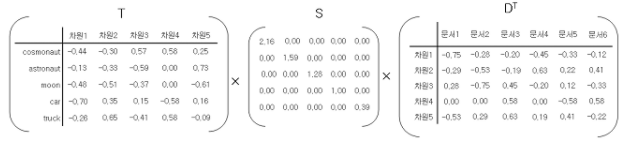 T
차원1 차원2 차원3 차원4 차원5
cosmonaut -0,44 -0,30 0,57 0,58 0,25
astronaut -0,13 -0,33 -0,59 0,00 0,73
moon -0,48 -0,51 -0,37 0,00 -0,61
car -0,70 0,35 0,15 -0,58 0,16
truck -0,26 0,65 -0,41 0,58 -0,09
×
S
2,16 0,00 0,00 0,00 0,00
0,00 1,59 0,00 0,00 0,00
0,00 0,00 1,28 0,00 0,00
0,00 0,00 0,00 1,00 0,00
0,00 0,00 0,00 0,00 0,39
×
Dᵀ
문서1 문서2 문서3 문서4 문서5 문서6
차원1 -0,75 -0,28 -0,20 -0,45 -0,33 -0,12
차원2 -0,29 -0,53 -0,19 0,63 0,22 0,41
차원3 0,28 -0,75 0,45 -0,20 0,12 -0,33
차원4 0,00 0,00 0,58 0,00 -0,58 0,58
차원5 -0,53 0,29 0,63 0,19 0,41 -0,22